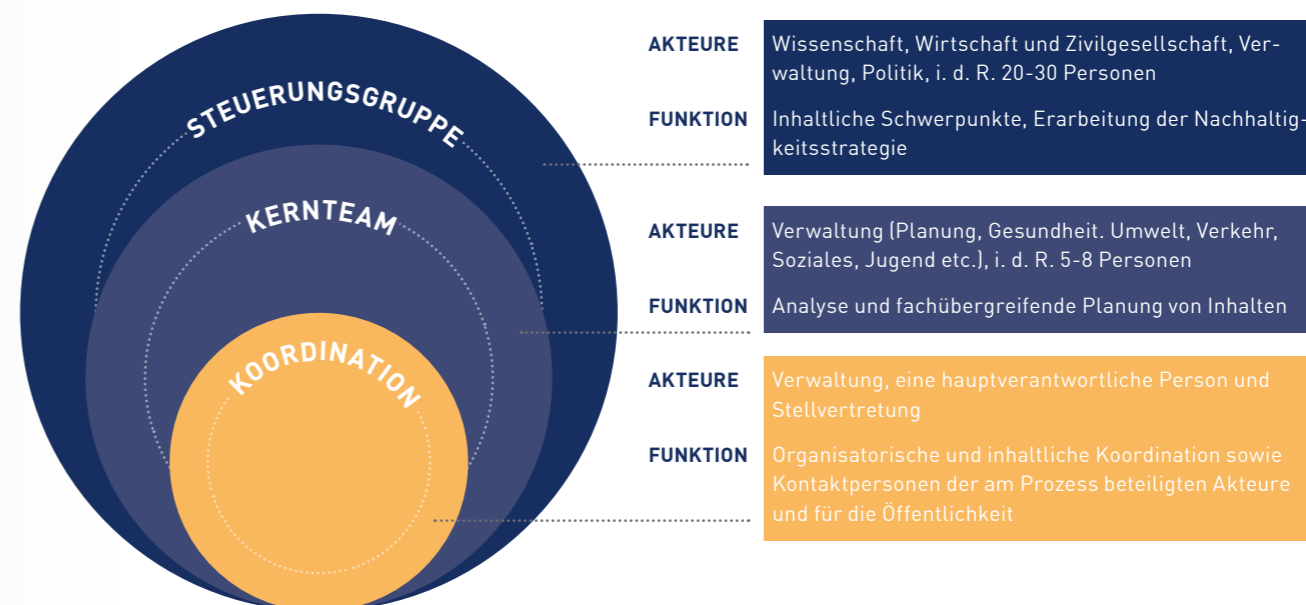 STEUERUNGSGRUPPE
AKTEURE
Wissenschaft, Wirtschaft und Zivilgesellschaft, Ver-
waltung, Politik, i. d. R. 20-30 Personen
FUNKTION
Inhaltliche Schwerpunkte, Erarbeitung der Nachhaltig-
keitsstrategie
KERNTEAM
AKTEURE
Verwaltung (Planung, Gesundheit. Umwelt, Verkehr,
Soziales, Jugend etc.), i. d. R. 5-8 Personen
FUNKTION
Analyse und fachübergreifende Planung von Inhalten
KOORDINATION
AKTEURE
Verwaltung, eine hauptverantwortliche Person und
Stellvertretung
FUNKTION
Organisatorische und inhaltliche Koordination sowie
Kontaktpersonen der am Prozess beteiligten Akteure
und für die Öffentlichkeit